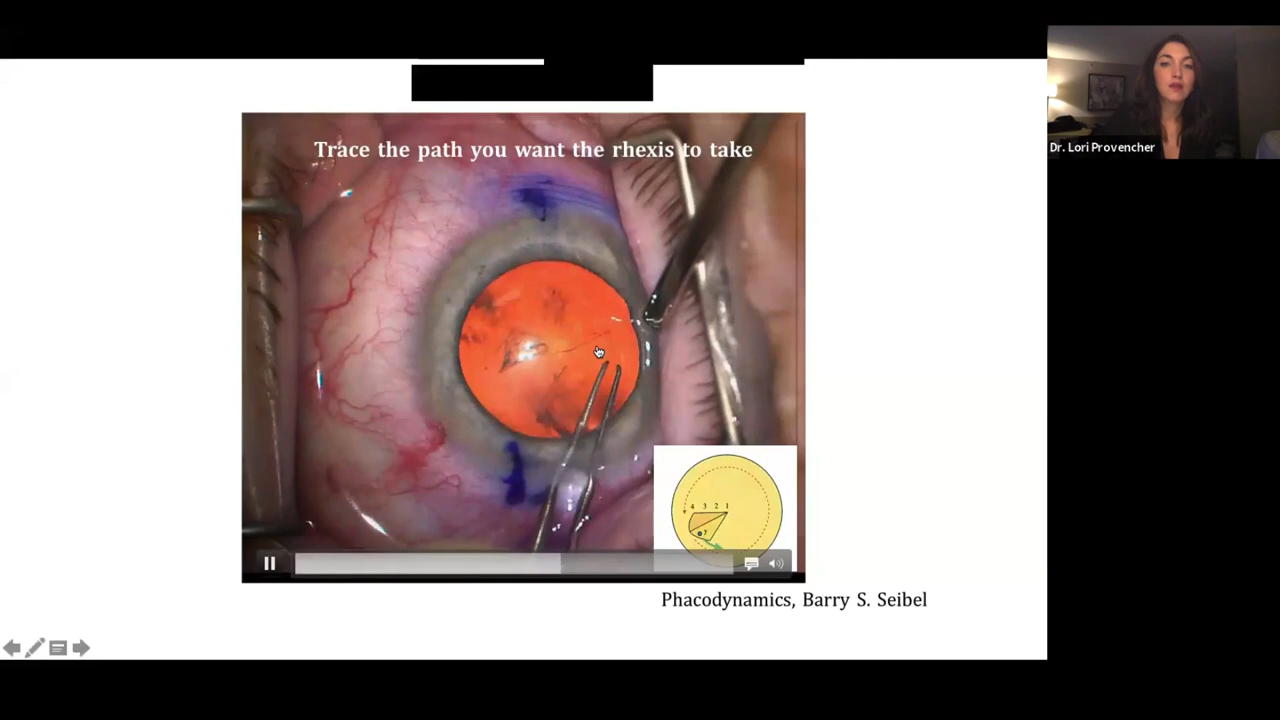 Trace the path you want the rhexis to take
Dr. Lori Provencher
4 3 2 1
Phacodynamics, Barry S. Seibel